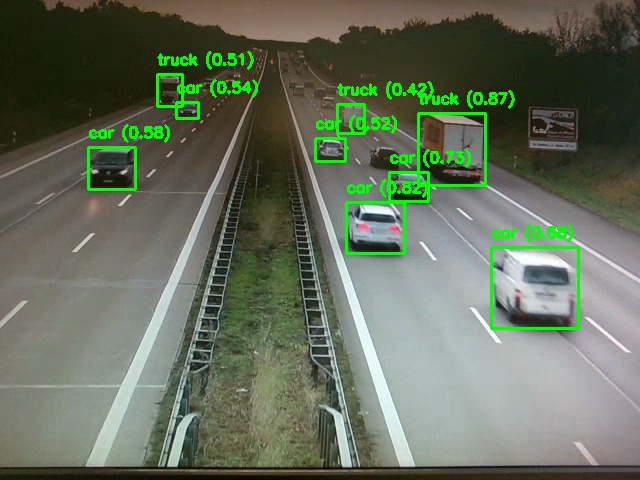 truck (0.51)
car (0.54)
truck (0.42)
truck (0.87)
car (0.58)
car (0.52)
car (0.73)
car (0.82)
car (0.68)